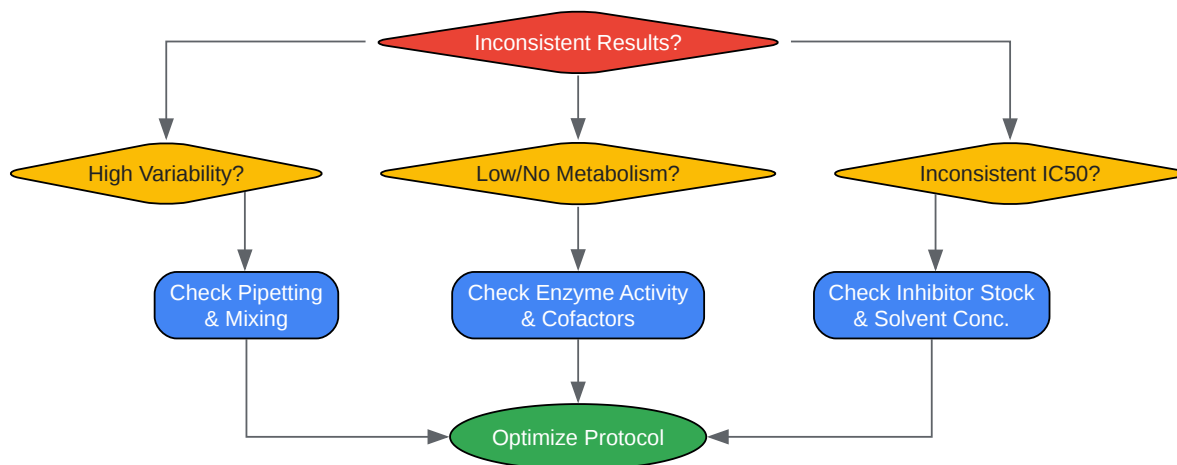 Inconsistent Results?
High Variability?
Low/No Metabolism?
Inconsistent IC50?
Check Pipetting
& Mixing
Check Enzyme Activity
& Cofactors
Check Inhibitor Stock
& Solvent Conc.
Optimize Protocol